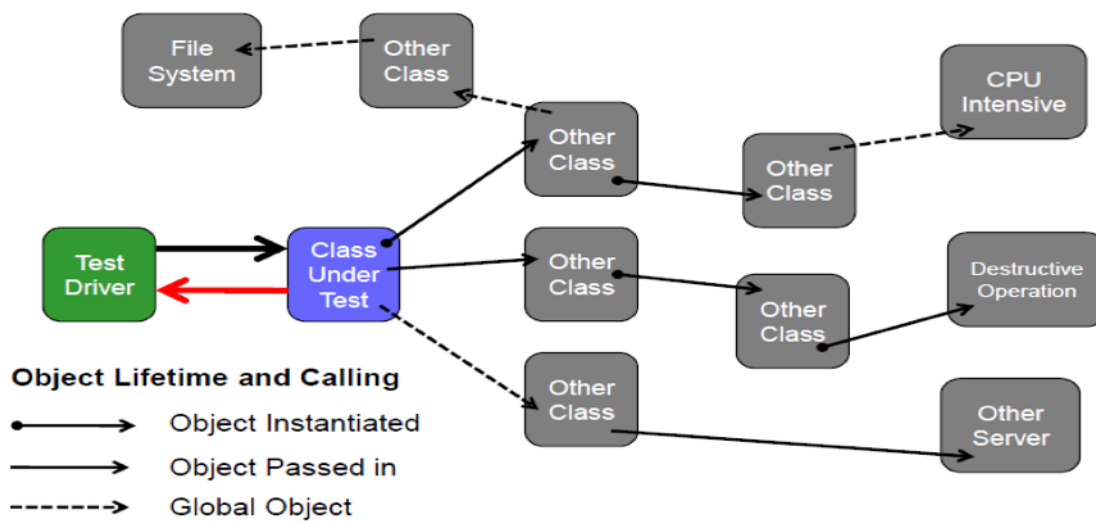 File
System
Other
Class
CPU
Intensive
Other
Class
Other
Class
Test
Driver
Class
Under
Test
Other
Class
Other
Class
Destructive
Operation
Other
Class
Other
Server
Object Lifetime and Calling
Object Instantiated
Object Passed in
Global Object